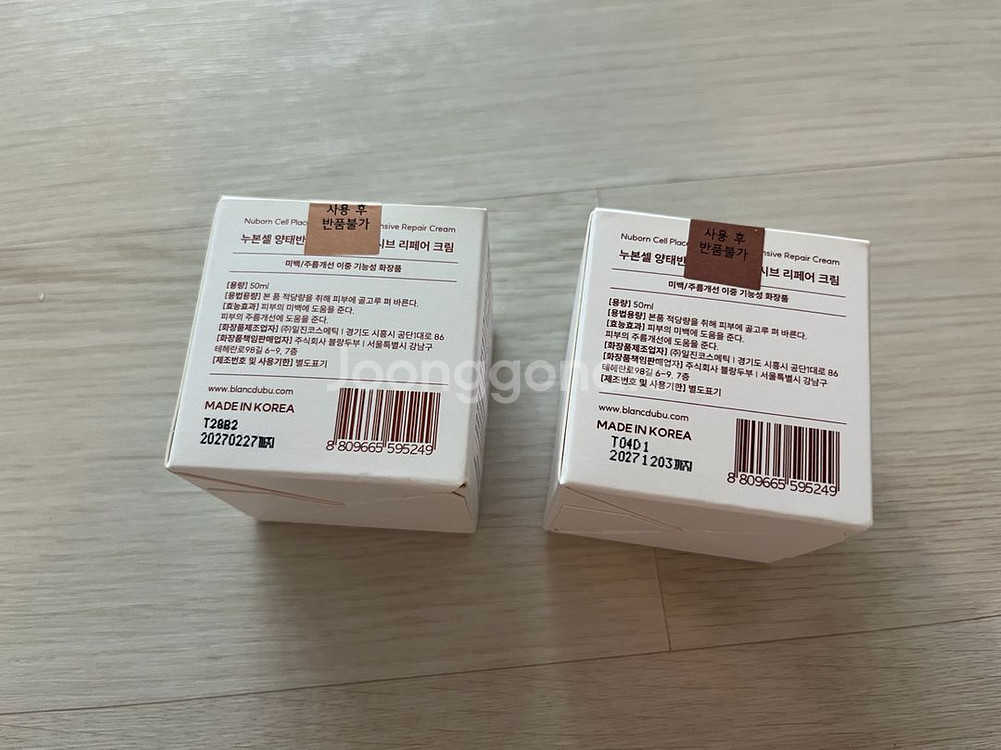 사용 후
반품불가
Nuborn Cell Place nsive Repair Cream
누본셀 양태반 시브 리페어 크림
미백/주름개선 이중 기능성 화장품
[용량] 50ml
[용법용량] 본 품 적당량을 취해 피부에 골고루 펴 바른다.
[효능효과] 피부의 미백에 도움을 준다.
피부의 주름개선에 도움을 준다.
[화장품제조업자] (주)일진코스메틱 | 경기도 시흥시 공단1대로 86
[화장품책임판매업자] 주식회사 블랑두부 | 서울특별시 강남구
테헤란로98길 6-9, 7층
[제조번호 및 사용기한] 별도표기
www.blancdubu.com
MADE IN KOREA
T28B2
20270227까지
8 809665 595249
사용 후
반품불가
Nuborn Cell Place ensive Repair Cream
누본셀 양태반 시브 리페어 크림
미백/주름개선 이중 기능성 화장품
[용량] 50ml
[용법용량] 본 품 적당량을 취해 피부에 골고루 펴 바른다.
[효능효과] 피부의 미백에 도움을 준다.
피부의 주름개선에 도움을 준다.
[화장품제조업자] (주)일진코스메틱 | 경기도 시흥시 공단1대로 86
[화장품책임판매업자] 주식회사 블랑두부 | 서울특별시 강남구
테헤란로98길 6-9, 7층
[제조번호 및 사용기한] 별도표기
www.blancdubu.com
MADE IN KOREA
T04D1
20271203까지
8 809665 595249
Joonggona